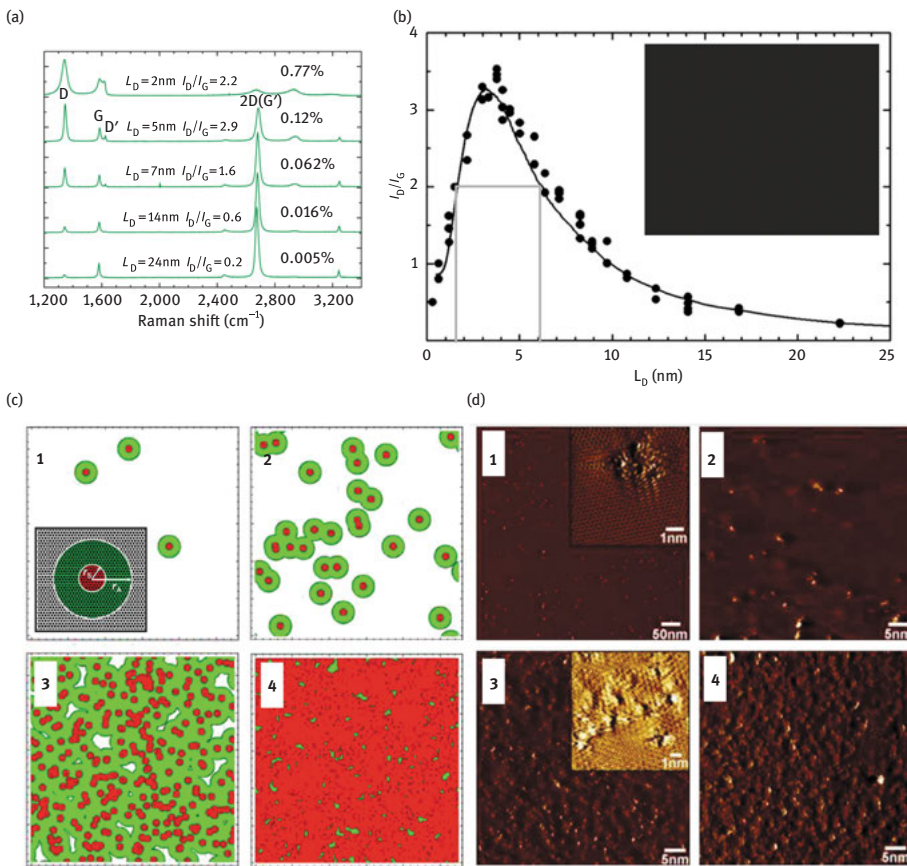 (a)
L_D=2nm I_D/I_G=2.2
0.77%
D
G
D′
2D(G′)
L_D=5nm I_D/I_G=2.9
0.12%
L_D=7nm I_D/I_G=1.6
0.062%
L_D=14nm I_D/I_G=0.6
0.016%
L_D=24nm I_D/I_G=0.2
0.005%
1,200 1,600 2,000 2,400 2,800 3,200
Raman shift (cm⁻¹)
(b)
4
3
2
1
I_D/I_G
0 5 10 15 20 25
L_D (nm)
(c)
1
r_S
r_A
2
3
4
(d)
1
1nm
50nm
2
5nm
3
1nm
5nm
4
5nm